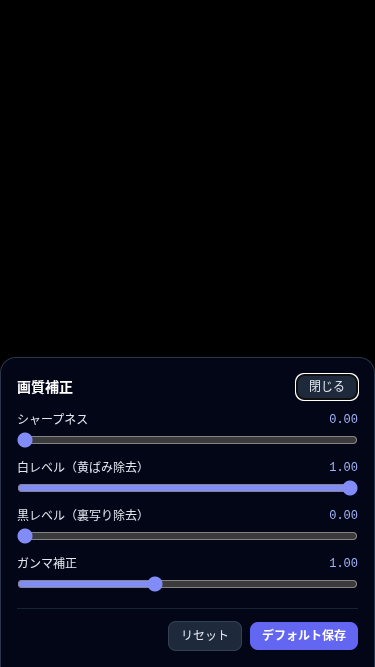 画質補正
閉じる
シャープネス 0.00
白レベル（黄ばみ除去） 1.00
黒レベル（裏写り除去） 0.00
ガンマ補正 1.00
リセット デフォルト保存